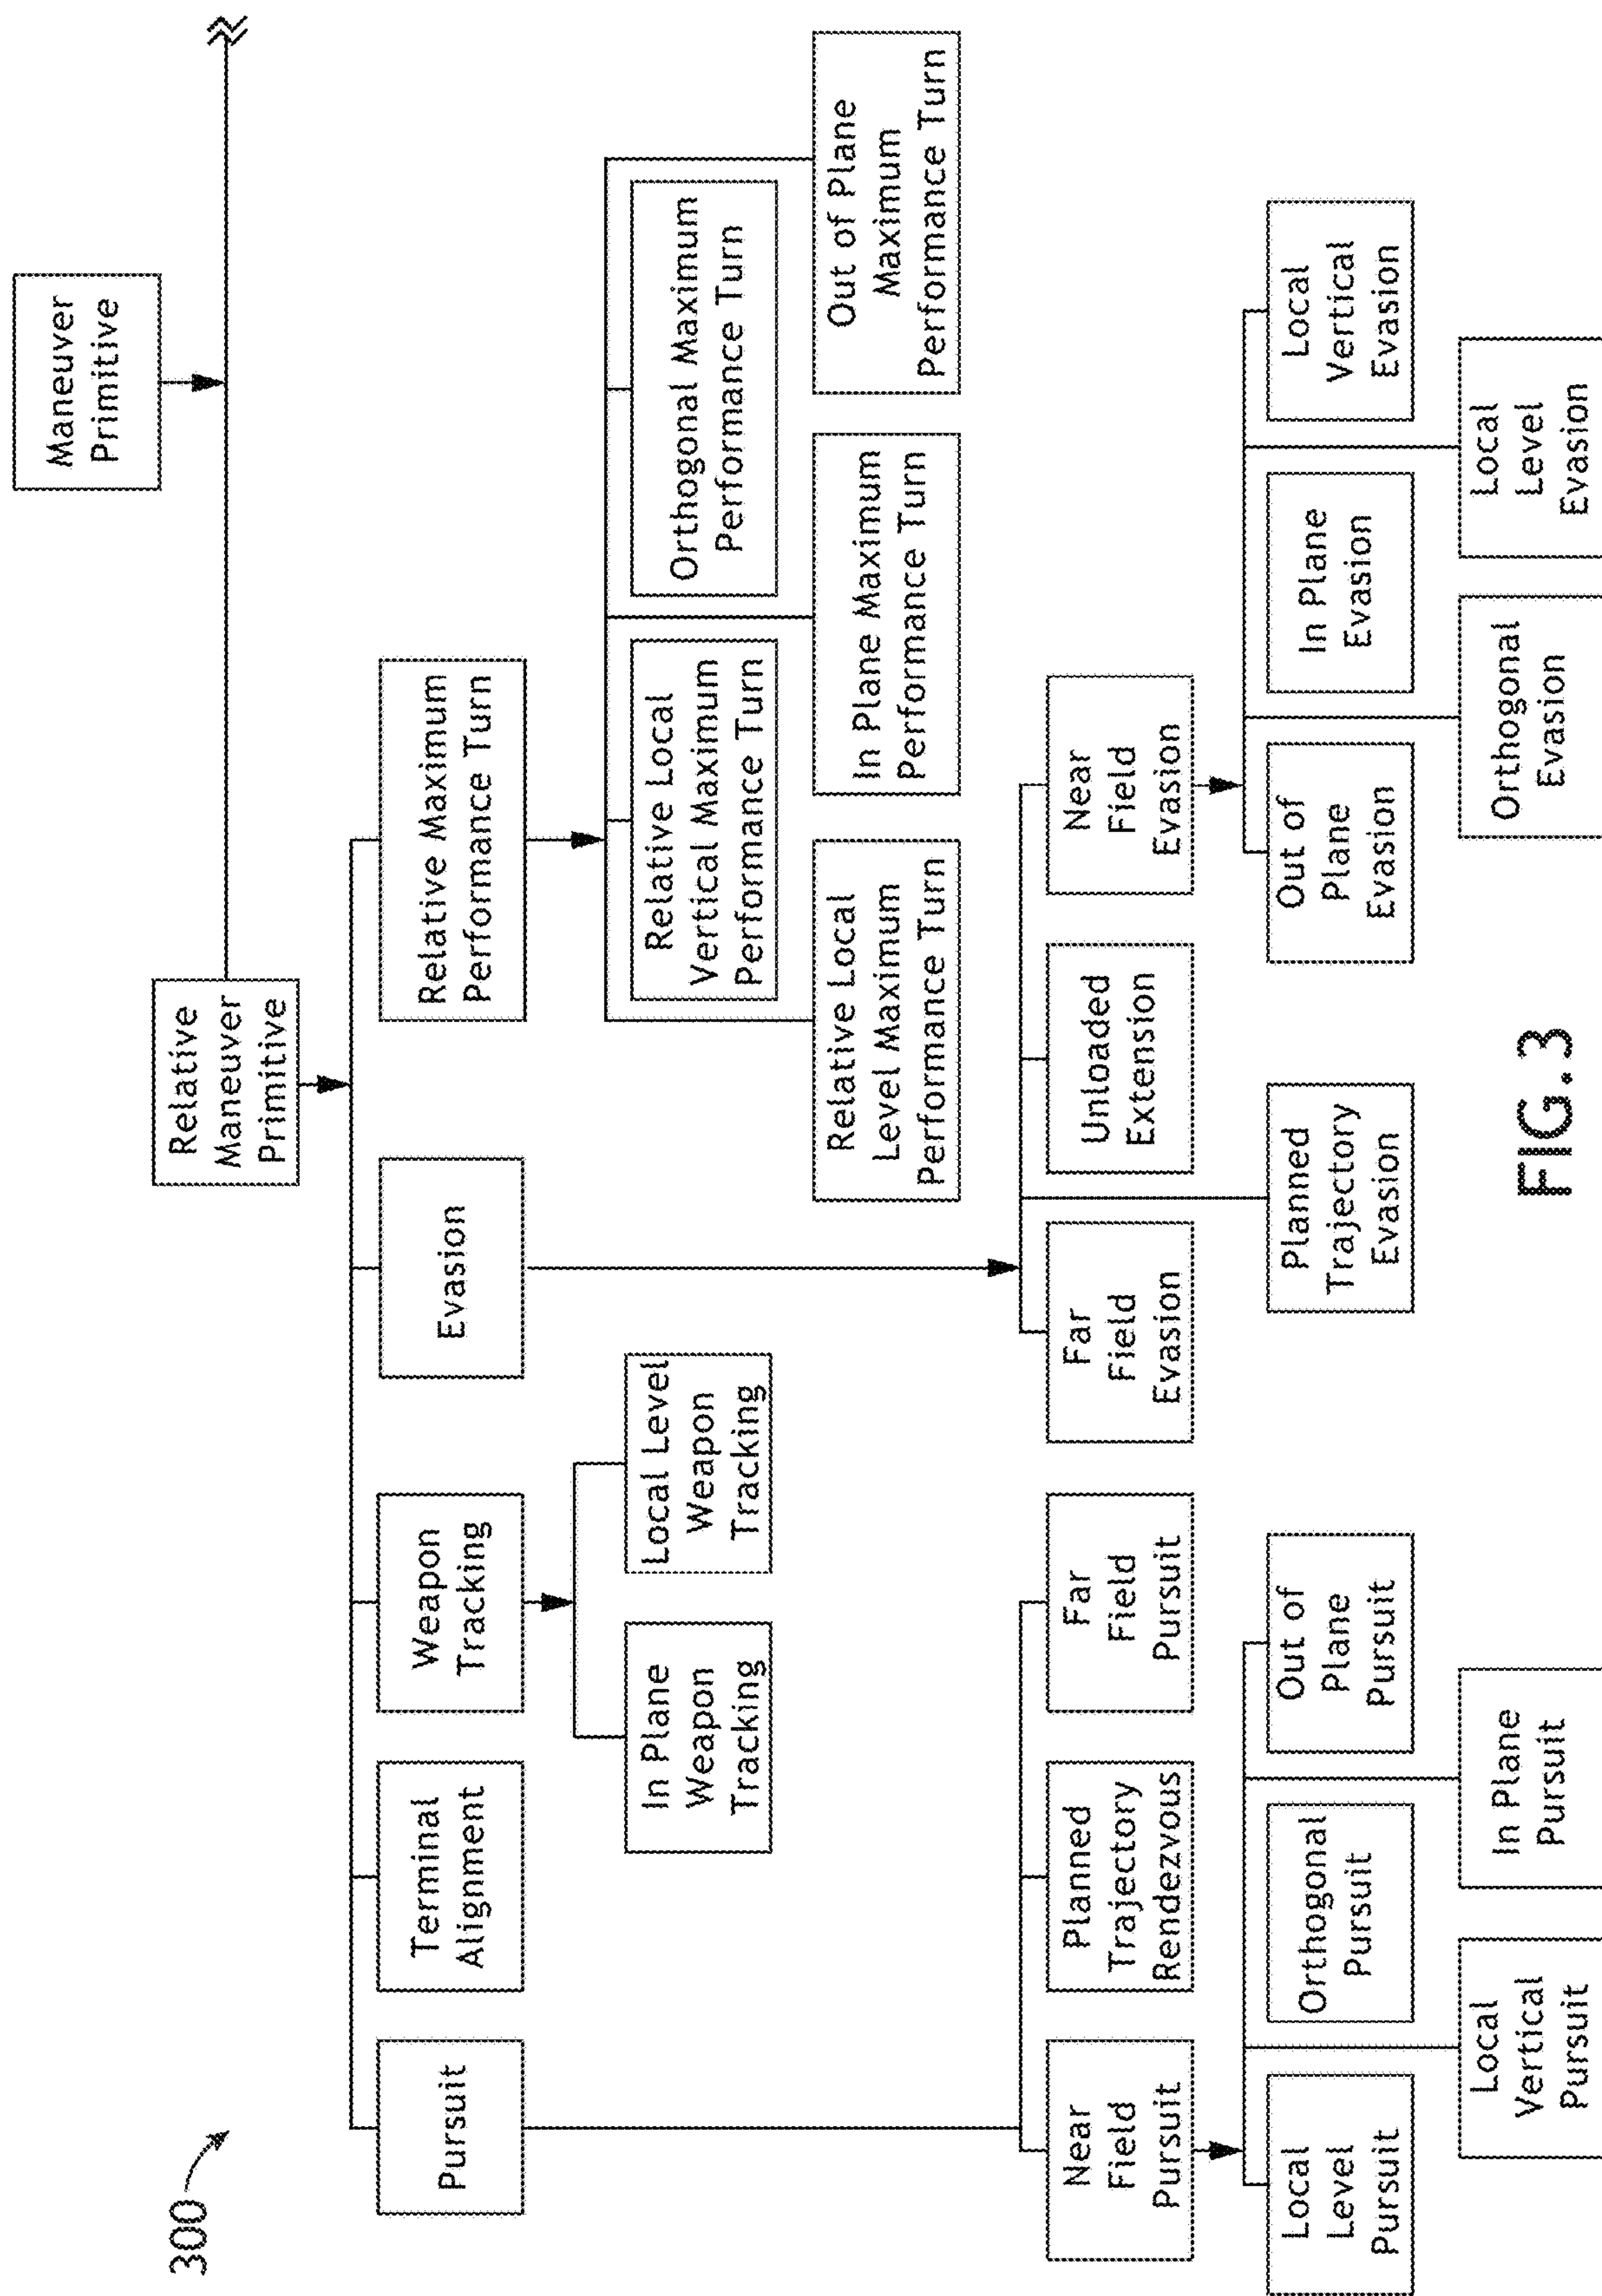 300
Maneuver
Primitive
Relative
Maneuver
Primitive
Pursuit
Terminal
Alignment
Weapon
Tracking
Evasion
Relative Maximum
Performance Turn
In Plane
Weapon
Tracking
Local Level
Weapon
Tracking
Relative Local
Vertical Maximum
Performance Turn
Orthogonal Maximum
Performance Turn
Relative Local
Level Maximum
Performance Turn
In Plane Maximum
Performance Turn
Out of Plane
Maximum
Performance Turn
Near
Field
Pursuit
Planned
Trajectory
Rendezvous
Far
Field
Pursuit
Far
Field
Evasion
Unloaded
Extension
Near
Field
Evasion
Local
Level
Pursuit
Orthogonal
Pursuit
Out of
Plane
Pursuit
Planned
Trajectory
Evasion
Out of
Plane
Evasion
In Plane
Evasion
Local
Vertical
Evasion
Local
Vertical
Pursuit
In Plane
Pursuit
Orthogonal
Evasion
Local
Level
Evasion
FIG.3